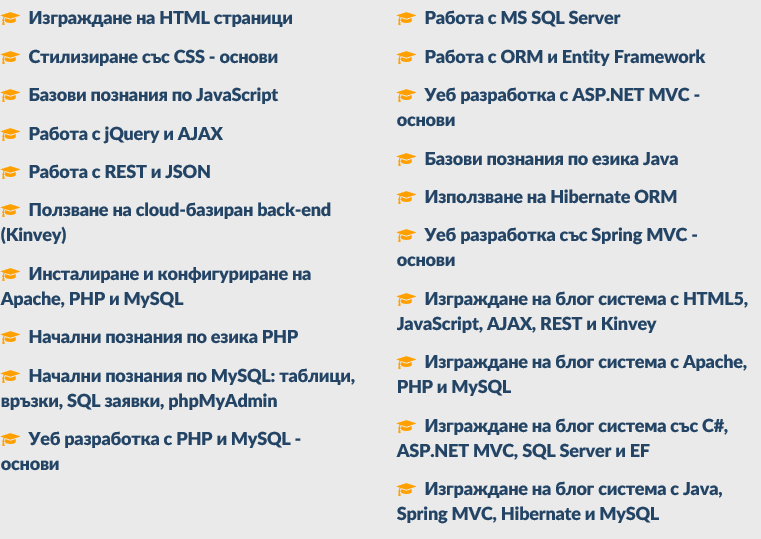 Изграждане на HTML страници
Стилизиране със CSS - основи
Базови познания по JavaScript
Работа с jQuery и AJAX
Работа с REST и JSON
Ползване на cloud-базиран back-end
(Kinvey)
Инсталиране и конфигуриране на
Apache, PHP и MySQL
Начални познания по езика PHP
Начални познания по MySQL: таблици,
връзки, SQL заявки, phpMyAdmin
Уеб разработка с PHP и MySQL -
основи
Работа с MS SQL Server
Работа с ORM и Entity Framework
Уеб разработка с ASP.NET MVC -
основи
Базови познания по езика Java
Използване на Hibernate ORM
Уеб разработка със Spring MVC -
основи
Изграждане на блог система с HTML5,
JavaScript, AJAX, REST и Kinvey
Изграждане на блог система с Apache,
PHP и MySQL
Изграждане на блог система със C#,
ASP.NET MVC, SQL Server и EF
Изграждане на блог система с Java,
Spring MVC, Hibernate и MySQL